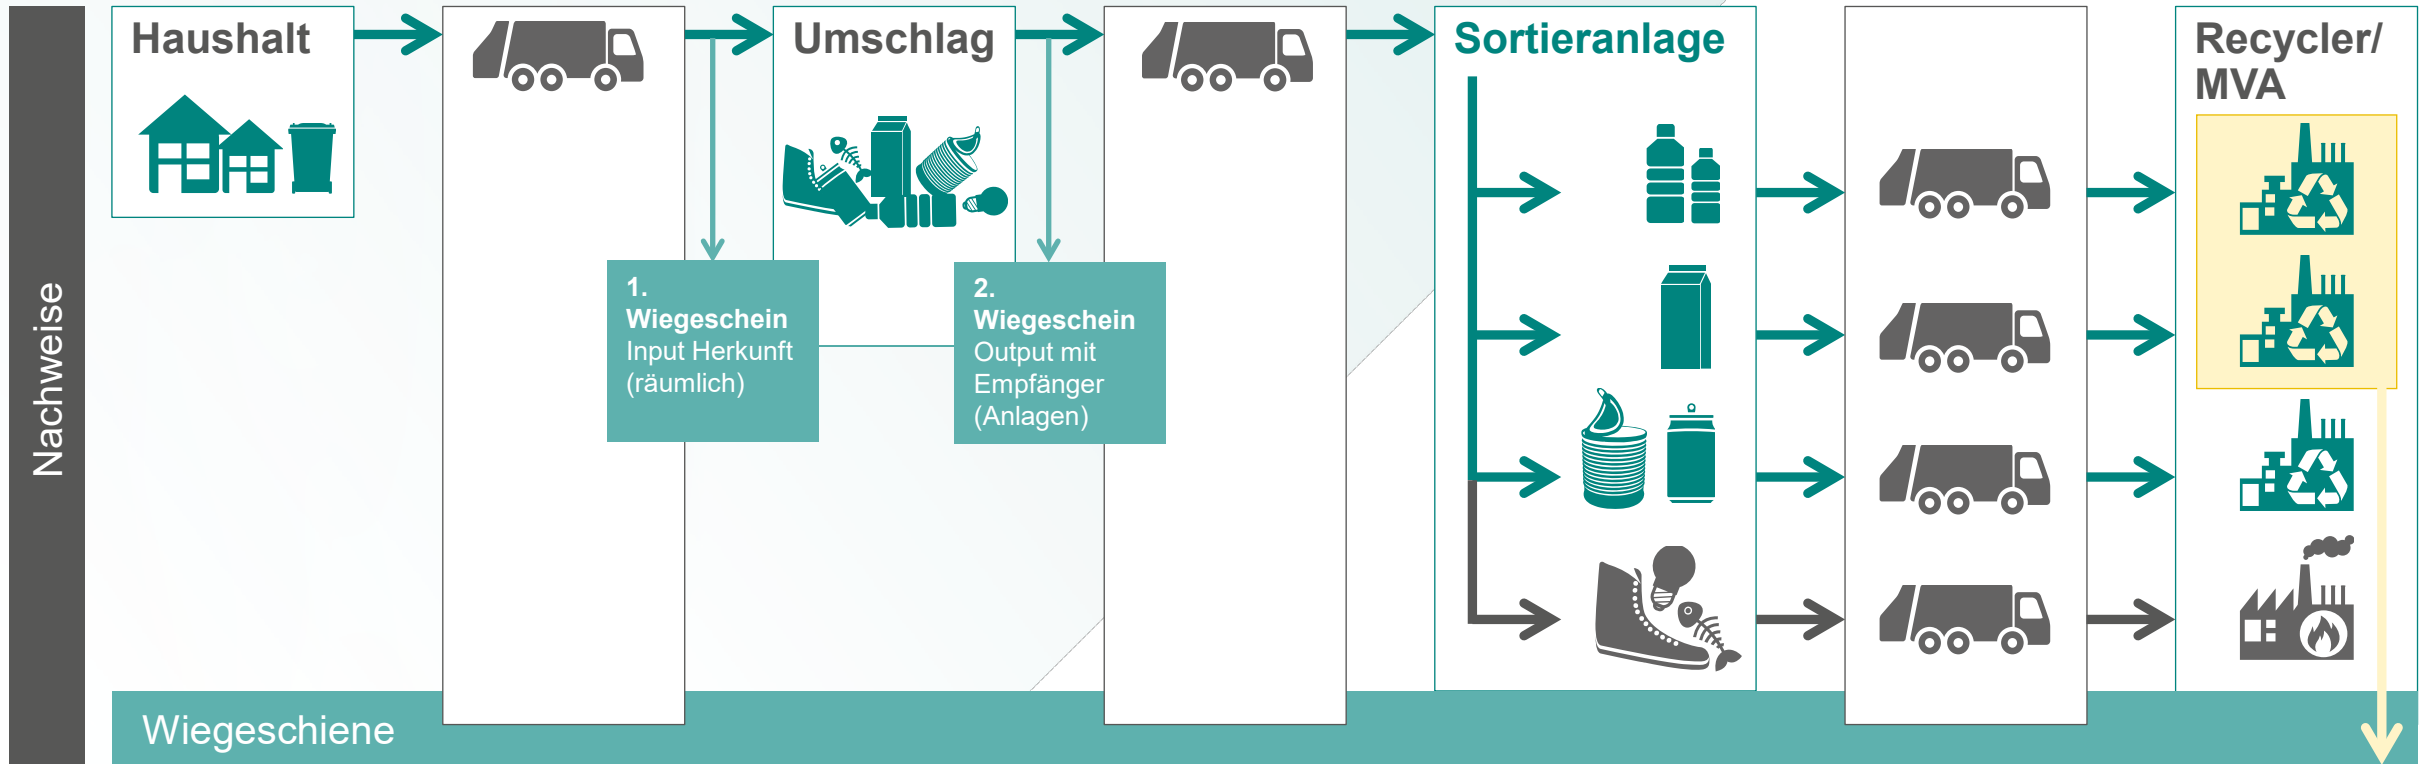 Nachweise
Haushalt
Umschlag
Sortieranlage
Recycler/
MVA
1.
Wiegeschein
Input Herkunft
(räumlich)
2.
Wiegeschein
Output mit
Empfänger
(Anlagen)
Wiegeschiene